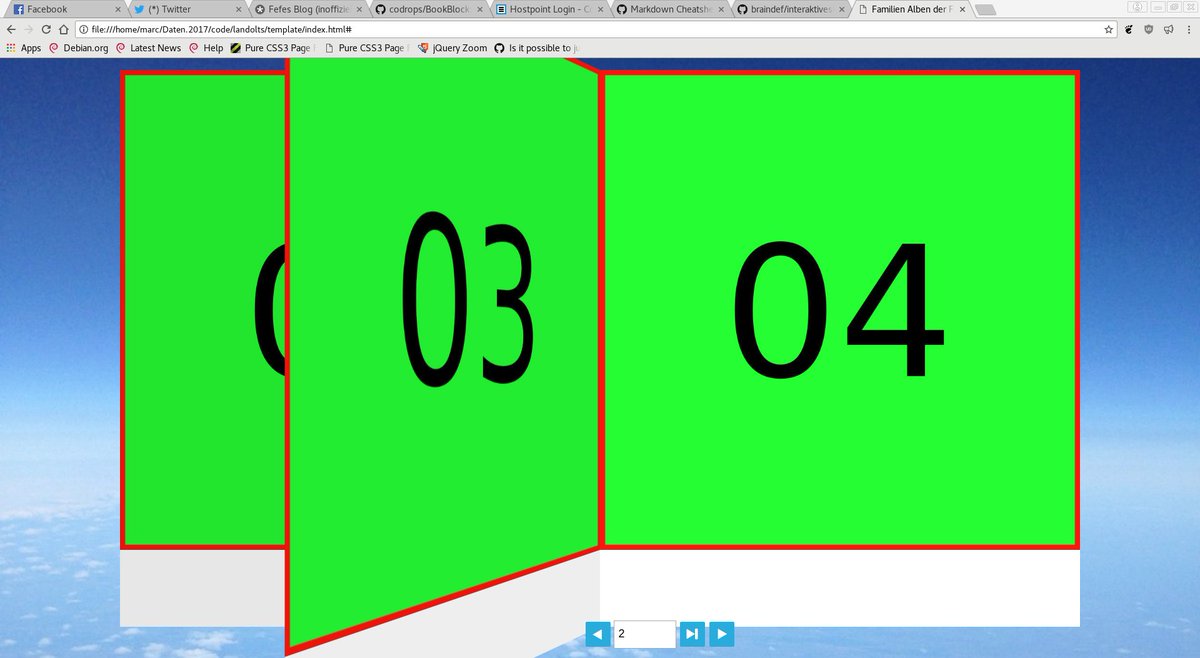 Facebook
(*) Twitter
Fefes Blog (inoffizie
codrops/BookBlock
Hostpoint Login - C
Markdown Cheatshe
braindef/interaktives
Familien Alben der F
file:///home/marc/Daten.2017/code/landolts/template/index.html#
Apps
Debian.org
Latest News
Help
Pure CSS3 Page
Pure CSS3 Page
jQuery Zoom
Is it possible to ju
03
04
2